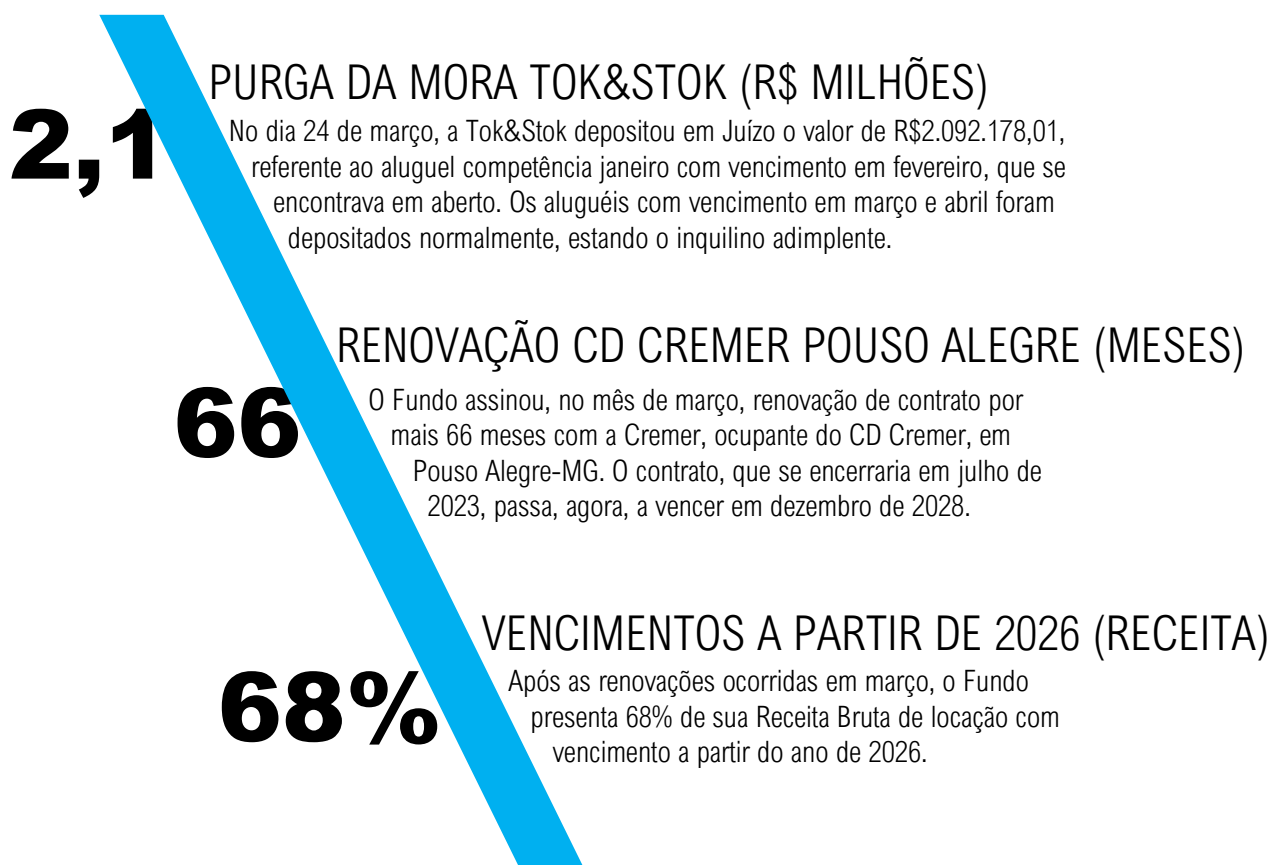 PURGA DA MORA TOK&STOK (R$ MILHÕES)
2,1
No dia 24 de março, a Tok&Stok depositou em Juízo o valor de R$2.092.178,01,
referente ao aluguel competência janeiro com vencimento em fevereiro, que se
encontrava em aberto. Os aluguéis com vencimento em março e abril foram
depositados normalmente, estando o inquilino adimplente.
RENOVAÇÃO CD CREMER POUSO ALEGRE (MESES)
66
O Fundo assinou, no mês de março, renovação de contrato por
mais 66 meses com a Cremer, ocupante do CD Cremer, em
Pouso Alegre-MG. O contrato, que se encerraria em julho de
2023, passa, agora, a vencer em dezembro de 2028.
VENCIMENTOS A PARTIR DE 2026 (RECEITA)
68%
Após as renovações ocorridas em março, o Fundo
presenta 68% de sua Receita Bruta de locação com
vencimento a partir do ano de 2026.